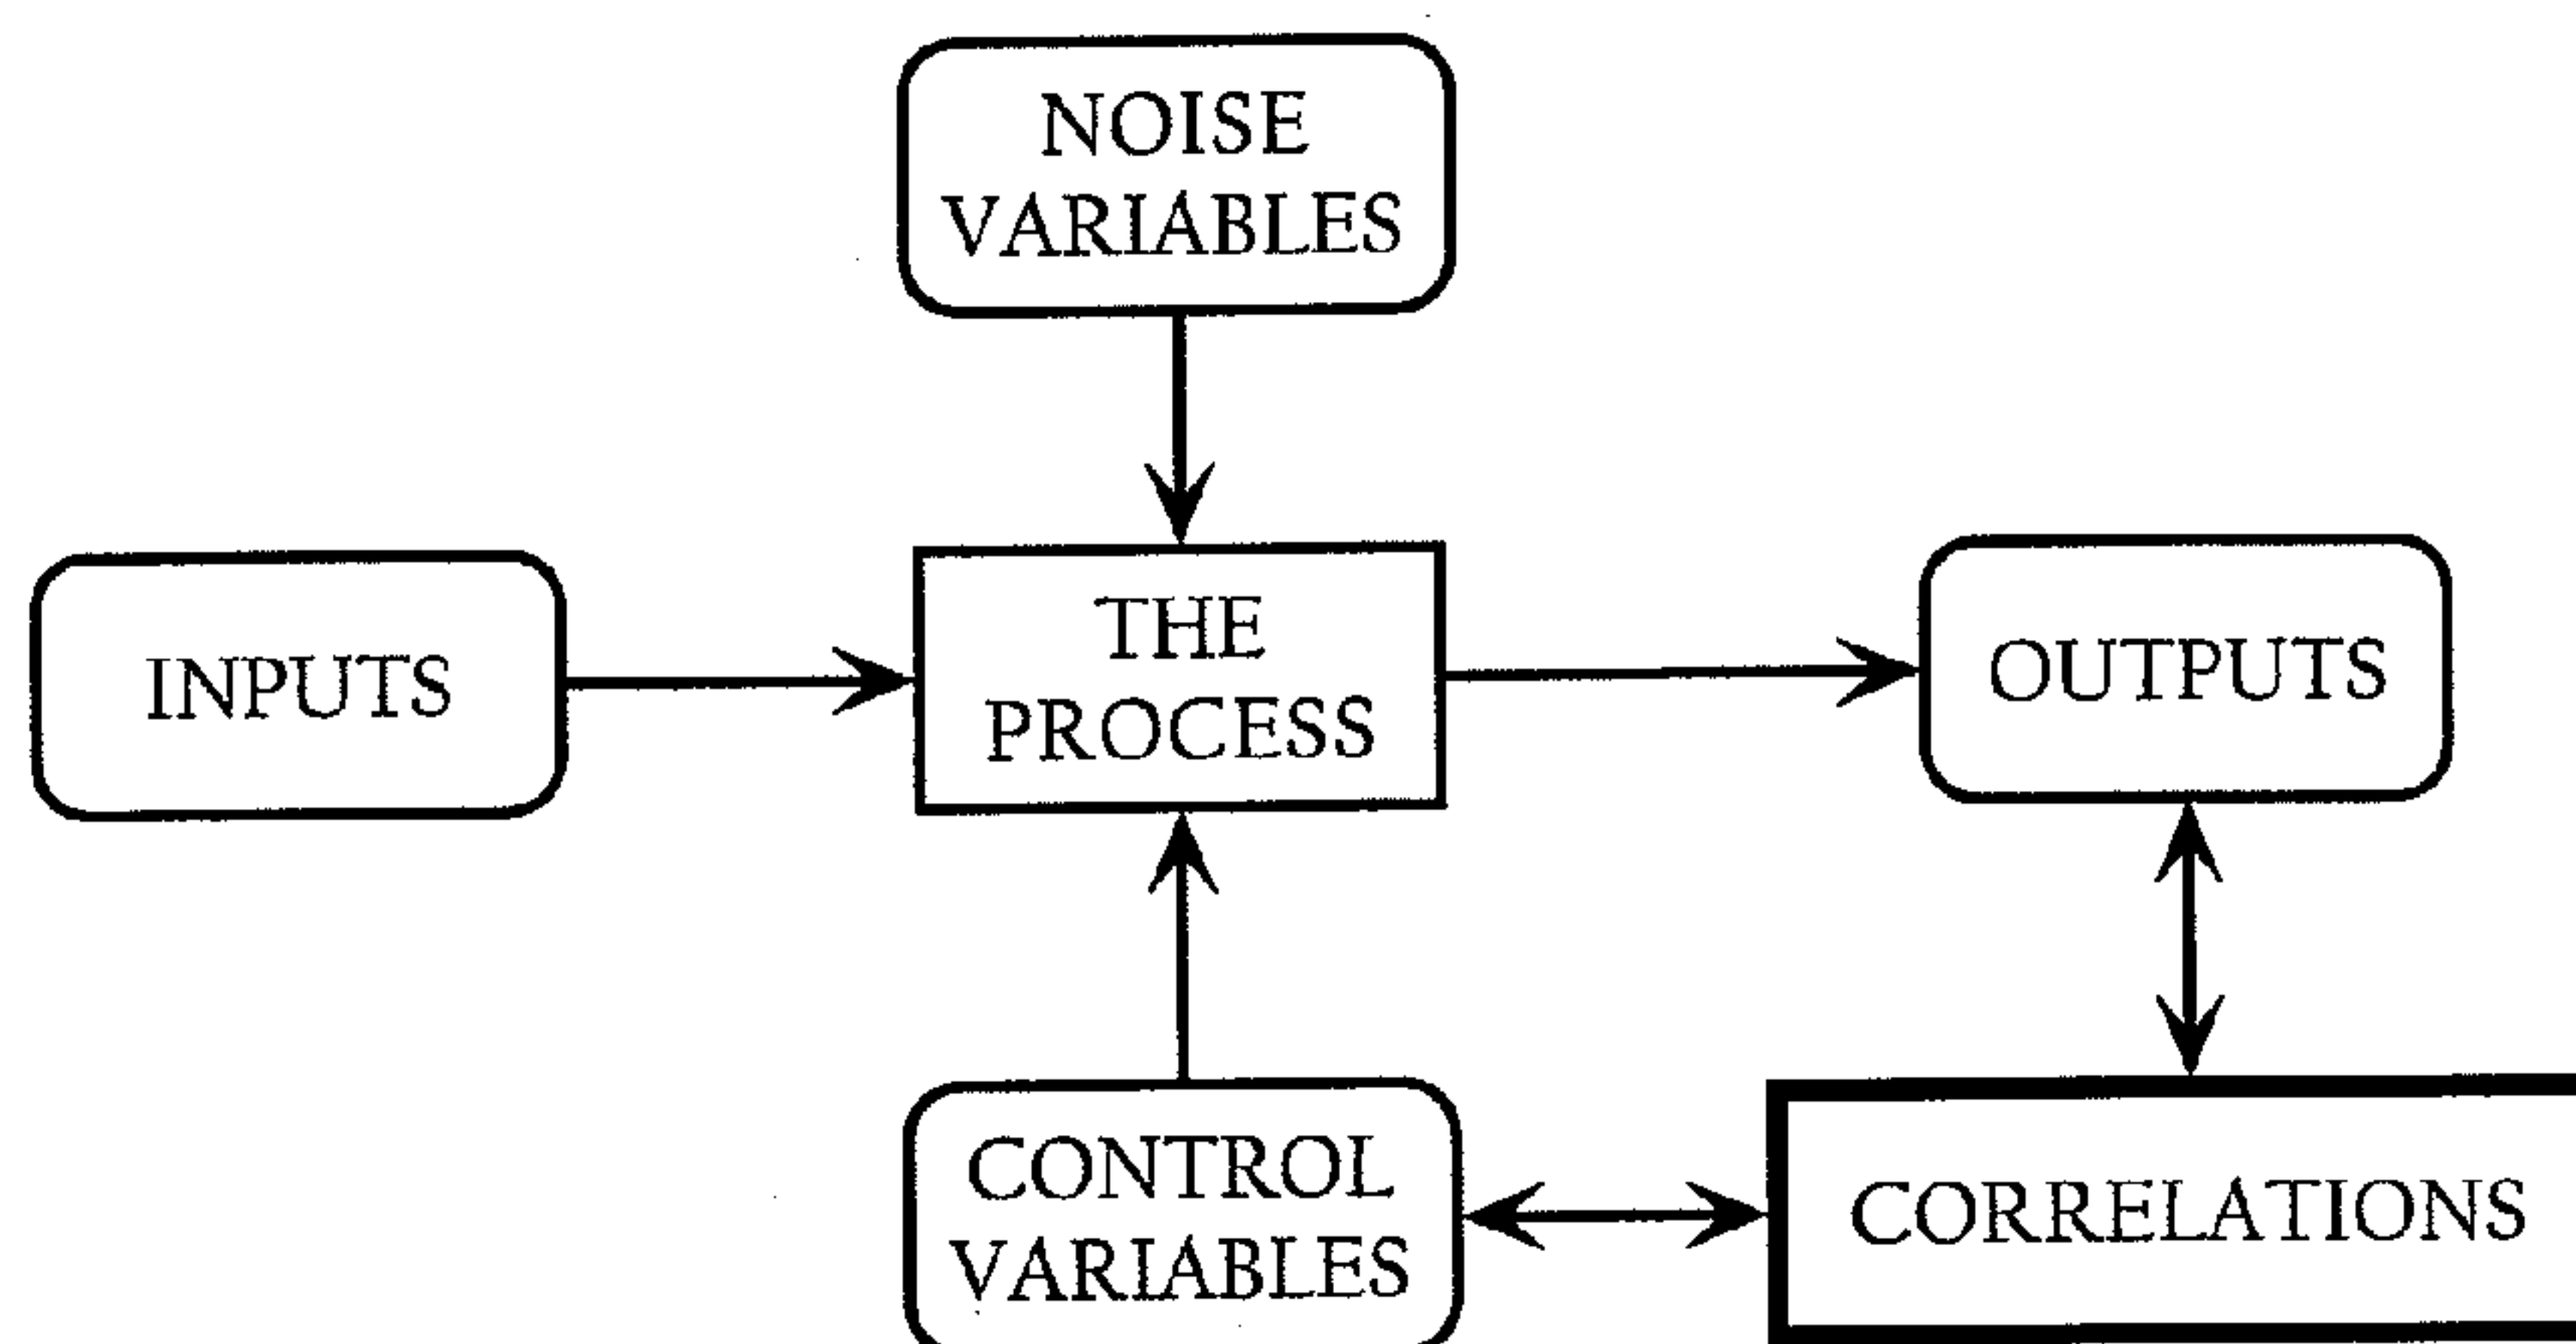 NOISE
VARIABLES
INPUTS
THE
PROCESS
OUTPUTS
CONTROL
VARIABLES
CORRELATIONS